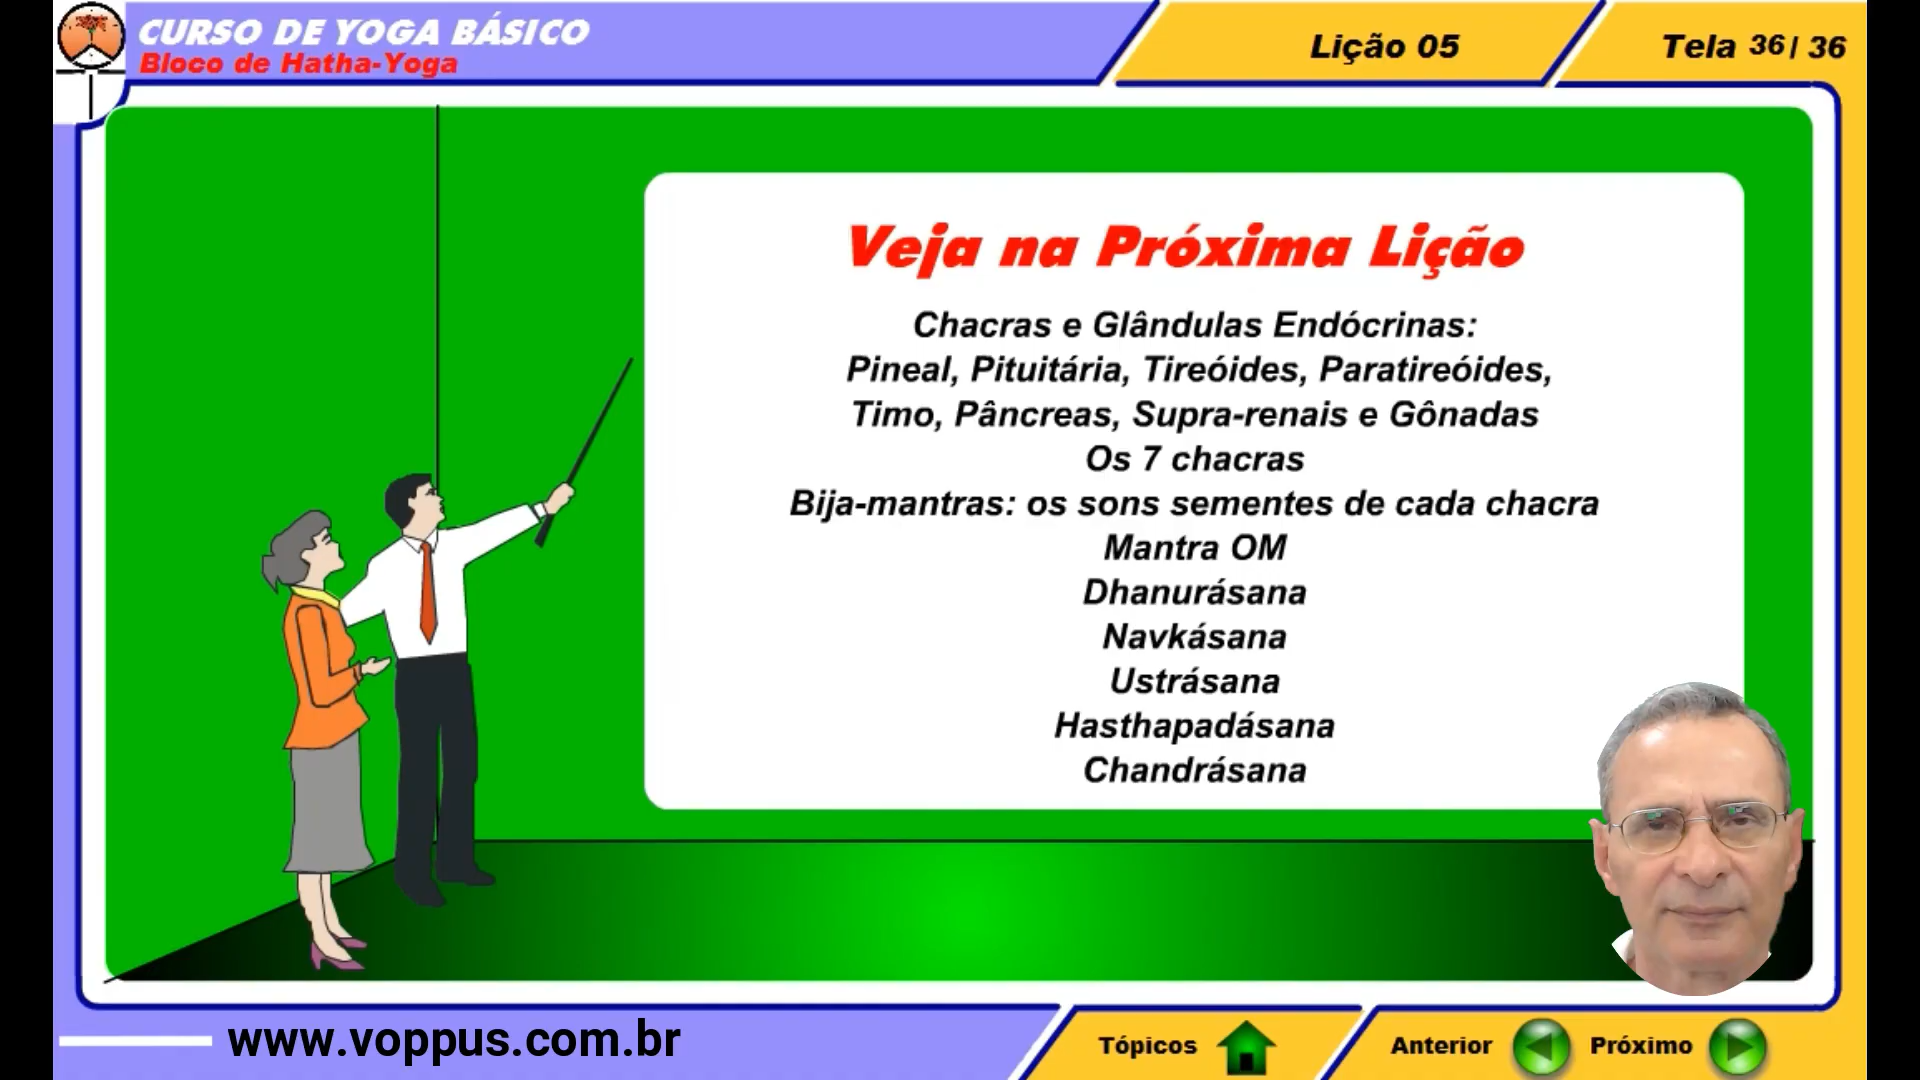 CURSO DE YOGA BÁSICO
Bloco de Hatha-Yoga
Lição 05
Tela 36/ 36
Veja na Próxima Lição
Chacras e Glândulas Endócrinas:
Pineal, Pituitária, Tireóides, Paratireóides,
Timo, Pâncreas, Supra-renais e Gônadas
Os 7 chacras
Bija-mantras: os sons sementes de cada chacra
Mantra OM
Dhanurásana
Navkásana
Ustrásana
Hasthapadásana
Chandrásana
www.voppus.com.br
Tópicos
Anterior
Próximo